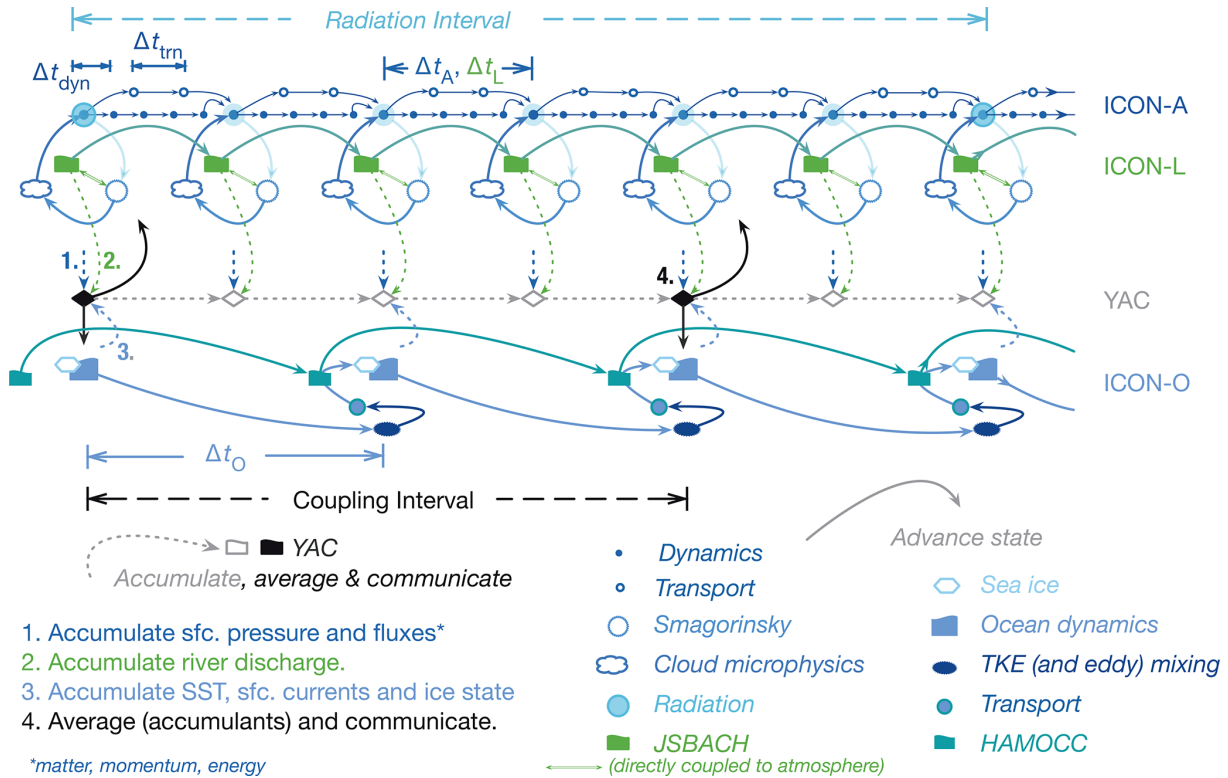 Radiation Interval
Δt_dyn
Δt_trn
Δt_A, Δt_L
ICON-A
ICON-L
1. 2.
4.
YAC
3.
ICON-O
Δt_O
Coupling Interval
YAC
Accumulate, average & communicate
Advance state
1. Accumulate sfc. pressure and fluxes*
2. Accumulate river discharge.
3. Accumulate SST, sfc. currents and ice state
4. Average (accumulants) and communicate.
*matter, momentum, energy
Dynamics
Transport
Smagorinsky
Cloud microphysics
Radiation
JSBACH
(directly coupled to atmosphere)
Sea ice
Ocean dynamics
TKE (and eddy) mixing
Transport
HAMOCC